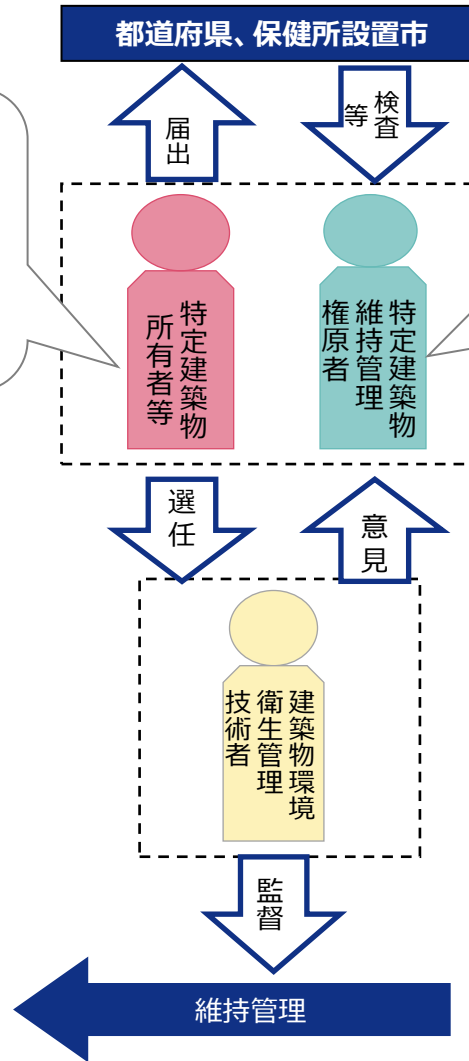 都道府県、保健所設置市
届出
検査
等
特定建築物
所有者等
特定建築物
維持管理
権原者
選任
意見
建築物環境
衛生管理
技術者
監督
維持管理